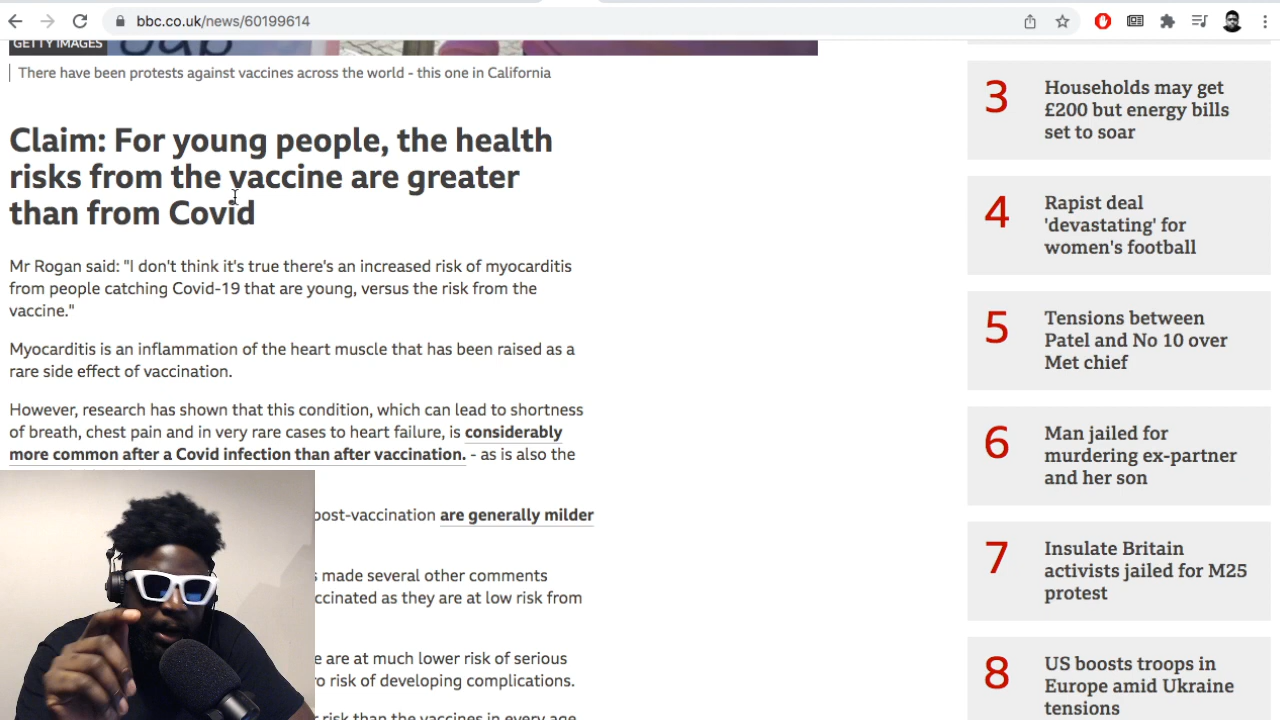 bbc.co.uk/news/60199614
GETTY IMAGES
There have been protests against vaccines across the world - this one in California
Claim: For young people, the health
risks from the vaccine are greater
than from Covid
Mr Rogan said: "I don't think it's true there's an increased risk of myocarditis
from people catching Covid-19 that are young, versus the risk from the
vaccine."
Myocarditis is an inflammation of the heart muscle that has been raised as a
rare side effect of vaccination.
However, research has shown that this condition, which can lead to shortness
of breath, chest pain and in very rare cases to heart failure, is considerably
more common after a Covid infection than after vaccination. - as is also the
post-vaccination are generally milder
made several other comments
as they are at low risk from
are at much lower risk of serious
risk of developing complications.
risk than the vaccines in every age
3
Households may get
£200 but energy bills
set to soar
4
Rapist deal
'devastating' for
women's football
5
Tensions between
Patel and No 10 over
Met chief
6
Man jailed for
murdering ex-partner
and her son
7
Insulate Britain
activists jailed for M25
protest
8
US boosts troops in
Europe amid Ukraine
tensions